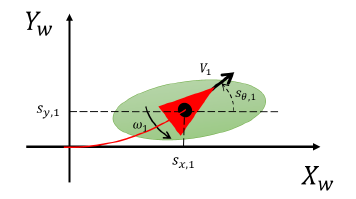 Y_w
V_1
s_{θ,1}
s_{y,1}
ω_1
s_{x,1}
X_w